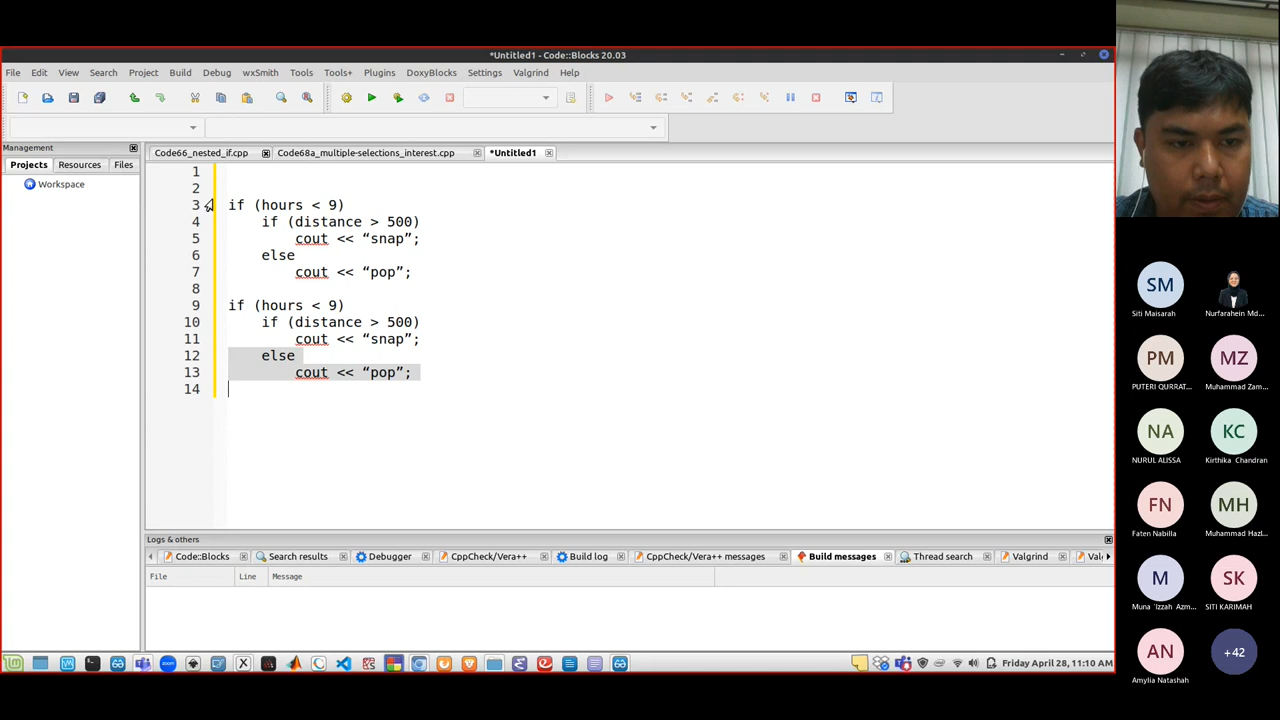 *Untitled1 - Code::Blocks 20.03
File Edit View Search Project Build Debug wxSmith Tools Tools+ Plugins DoxyBlocks Settings Valgrind Help
Management
Projects Resources Files
Workspace
Code66_nested_if.cpp Code68a_multiple-selections_interest.cpp *Untitled1
1
2
3 if (hours < 9)
4 if (distance > 500)
5 cout << “snap”;
6 else
7 cout << “pop”;
8
9 if (hours < 9)
10 if (distance > 500)
11 cout << “snap”;
12 else
13 cout << “pop”;
14
Logs & others
Code::Blocks Search results Debugger CppCheck/Vera++ Build log CppCheck/Vera++ messages Build messages Thread search Valgrind Val
File Line Message
Friday April 28, 11:10 AM
SM
Siti Maisarah
Nurfarahein Md...
PM
PUTERI QURRAT...
MZ
Muhammad Zam...
NA
NURUL ALISSA
KC
Kirthika Chandran
FN
Faten Nabilla
MH
Muhammad Hazi...
M
Muna `Izzah Azm...
SK
SITI KARIMAH
AN
Amylia Natashah
+42